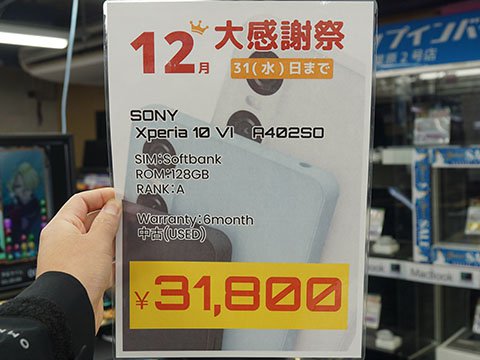 12月 大感謝祭
31(水)日まで
SONY
Xperia 10 VI A402SO
SIM:Softbank
ROM:128GB
RANK:A
Warranty:6month
中古(USED)
¥31,800
MacBook